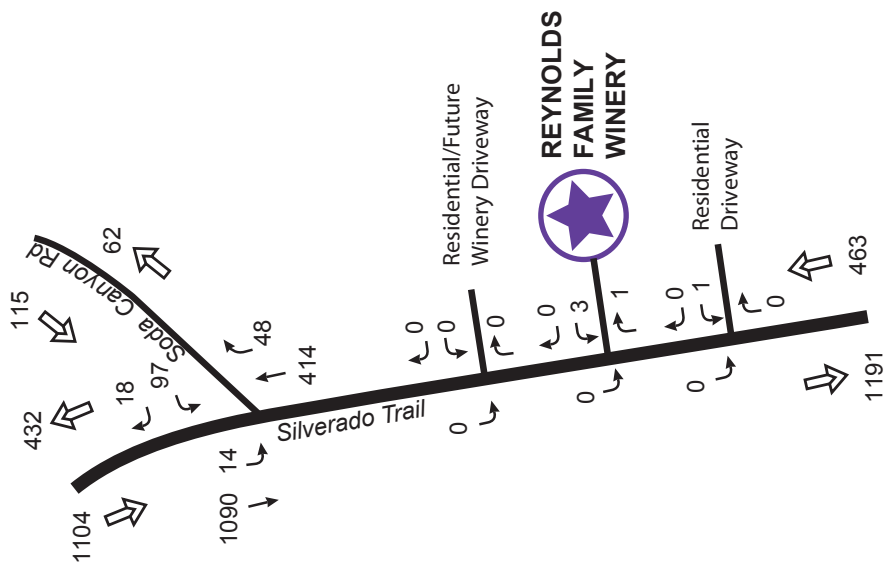 115
Soda Canyon Rd
62
432
18
97
48
414
1104
14
1090
Silverado Trail
Residential/Future
Winery Driveway
0
0
0
0
REYNOLDS
FAMILY
WINERY
0
3
1
0
Residential
Driveway
0
1
0
0
463
1191